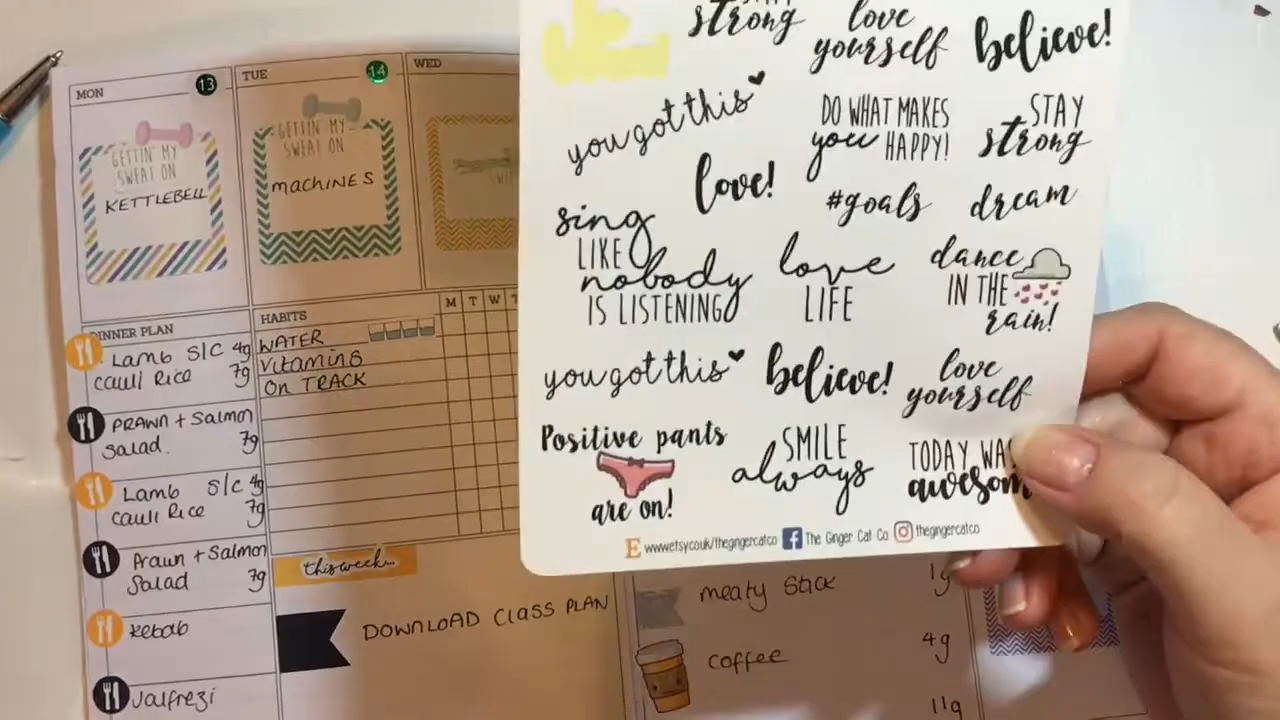 MON
13
TUE
14
WED
GETTIN' MY
SWEAT ON
KETTLEBELL
GETTIN' MY
SWEAT ON
MACHINES
DINNER PLAN
Lamb S/C 4g
Cauli Rice 7g
PRAWN + Salmon
Salad. 7g
Lamb S/C 4g
Cauli Rice 7g
Prawn + Salmon
Salad 7g
Kebab
Jalfrezi
HABITS
M T W T
WATER
Vitamins
On TRACK
this week...
DOWNLOAD CLASS PLAN
meaty Stick 1g
coffee 4g
11g
strong
love
yourself
believe!
you got this
DO WHAT MAKES
you HAPPY!
STAY
strong
love!
#goals
dream
sing
LIKE
nobody
IS LISTENING
love
LIFE
dance
IN THE
rain!
you got this
believe!
love
yourself
Positive pants
are on!
SMILE
always
TODAY WAS
awesom
www.etsy.co.uk/thegingercatco The Ginger Cat Co thegingercatco